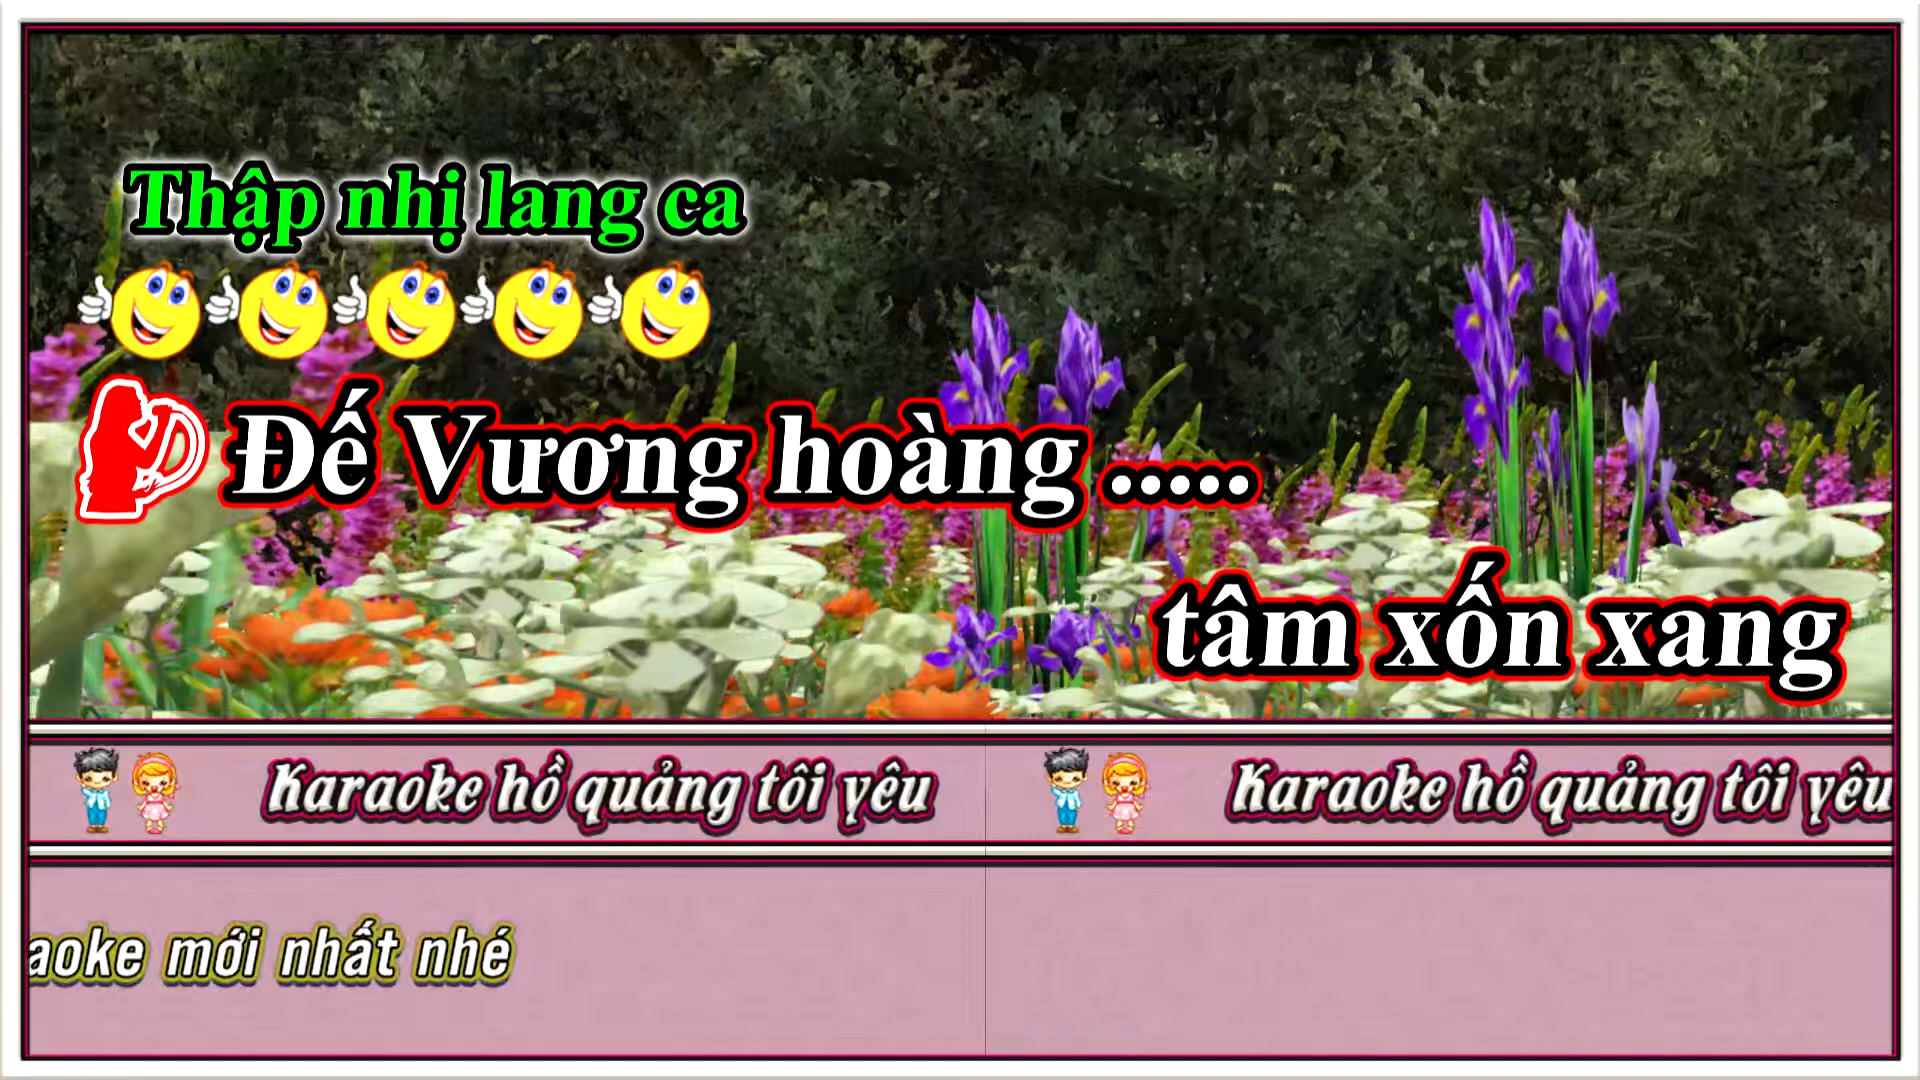 Thập nhị lang ca
Đế Vương hoàng .....
tâm xốn xang
Karaoke hồ quảng tôi yêu
Karaoke hồ quảng tôi yêu
aoke mới nhất nhé